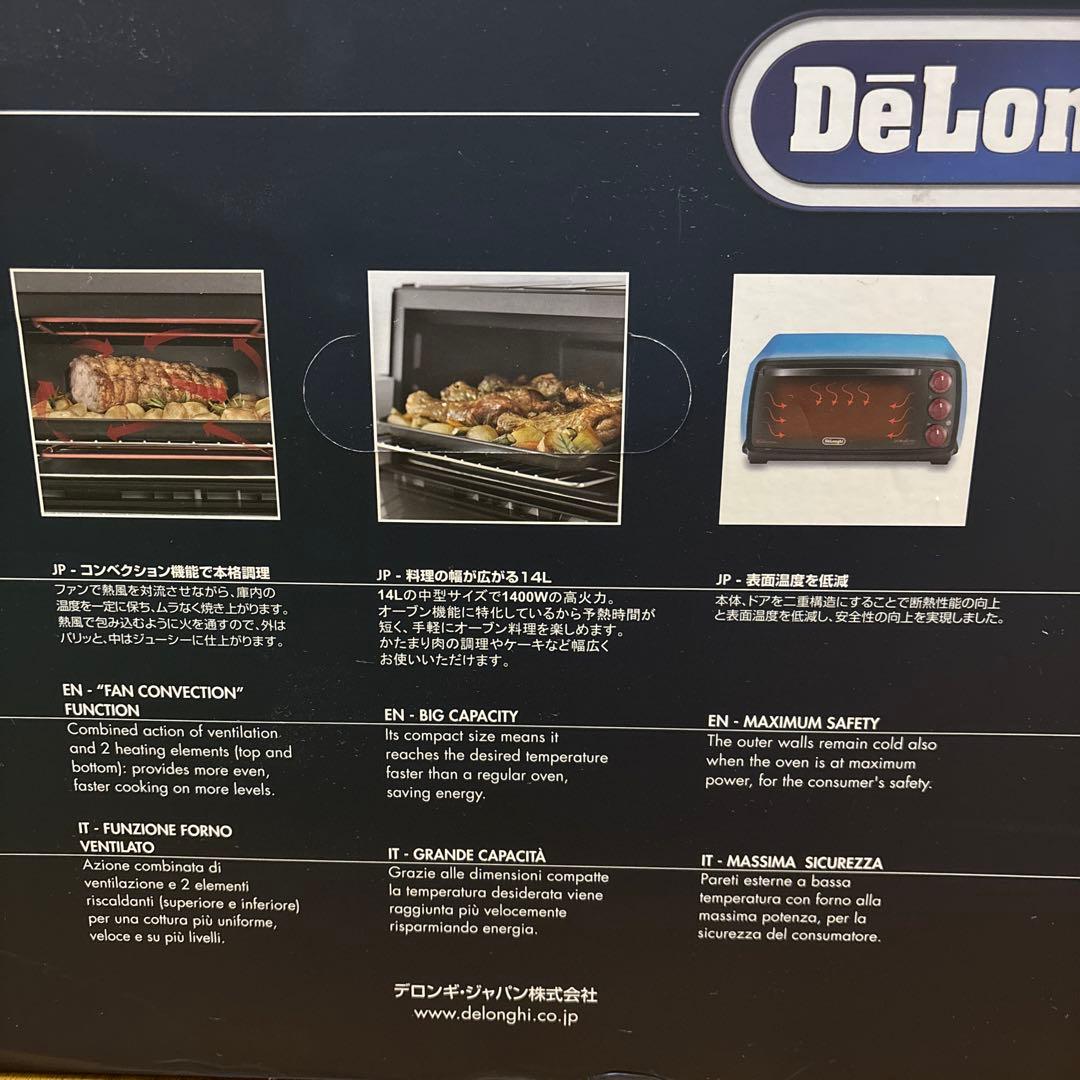 DēLon
DeLonghi
JP - コンベクション機能で本格調理
ファンで熱風を対流させながら、庫内の
温度を一定に保ち、ムラなく焼き上がります。
熱風で包み込むように火を通すので、外は
パリッと、中はジューシーに仕上がります。
EN - “FAN CONVECTION”
FUNCTION
Combined action of ventilation
and 2 heating elements (top and
bottom): provides more even,
faster cooking on more levels.
IT - FUNZIONE FORNO
VENTILATO
Azione combinata di
ventilazione e 2 elementi
riscaldanti (superiore e inferiore)
per una cottura più uniforme,
veloce e su più livelli.
JP - 料理の幅が広がる14L
14Lの中型サイズで1400Wの高火力。
オーブン機能に特化しているから予熱時間が
短く、手軽にオーブン料理を楽しめます。
かたまり肉の調理やケーキなど幅広く
お使いいただけます。
EN - BIG CAPACITY
Its compact size means it
reaches the desired temperature
faster than a regular oven,
saving energy.
IT - GRANDE CAPACITÀ
Grazie alle dimensioni compatte
la temperatura desiderata viene
raggiunta più velocemente
risparmiando energia.
JP - 表面温度を低減
本体、ドアを二重構造にすることで断熱性能の向上
と表面温度を低減し、安全性の向上を実現しました。
EN - MAXIMUM SAFETY
The outer walls remain cold also
when the oven is at maximum
power, for the consumer's safety.
IT - MASSIMA SICUREZZA
Pareti esterne a bassa
temperatura con forno alla
massima potenza, per la
sicurezza del consumatore.
デロンギ・ジャパン株式会社
www.delonghi.co.jp